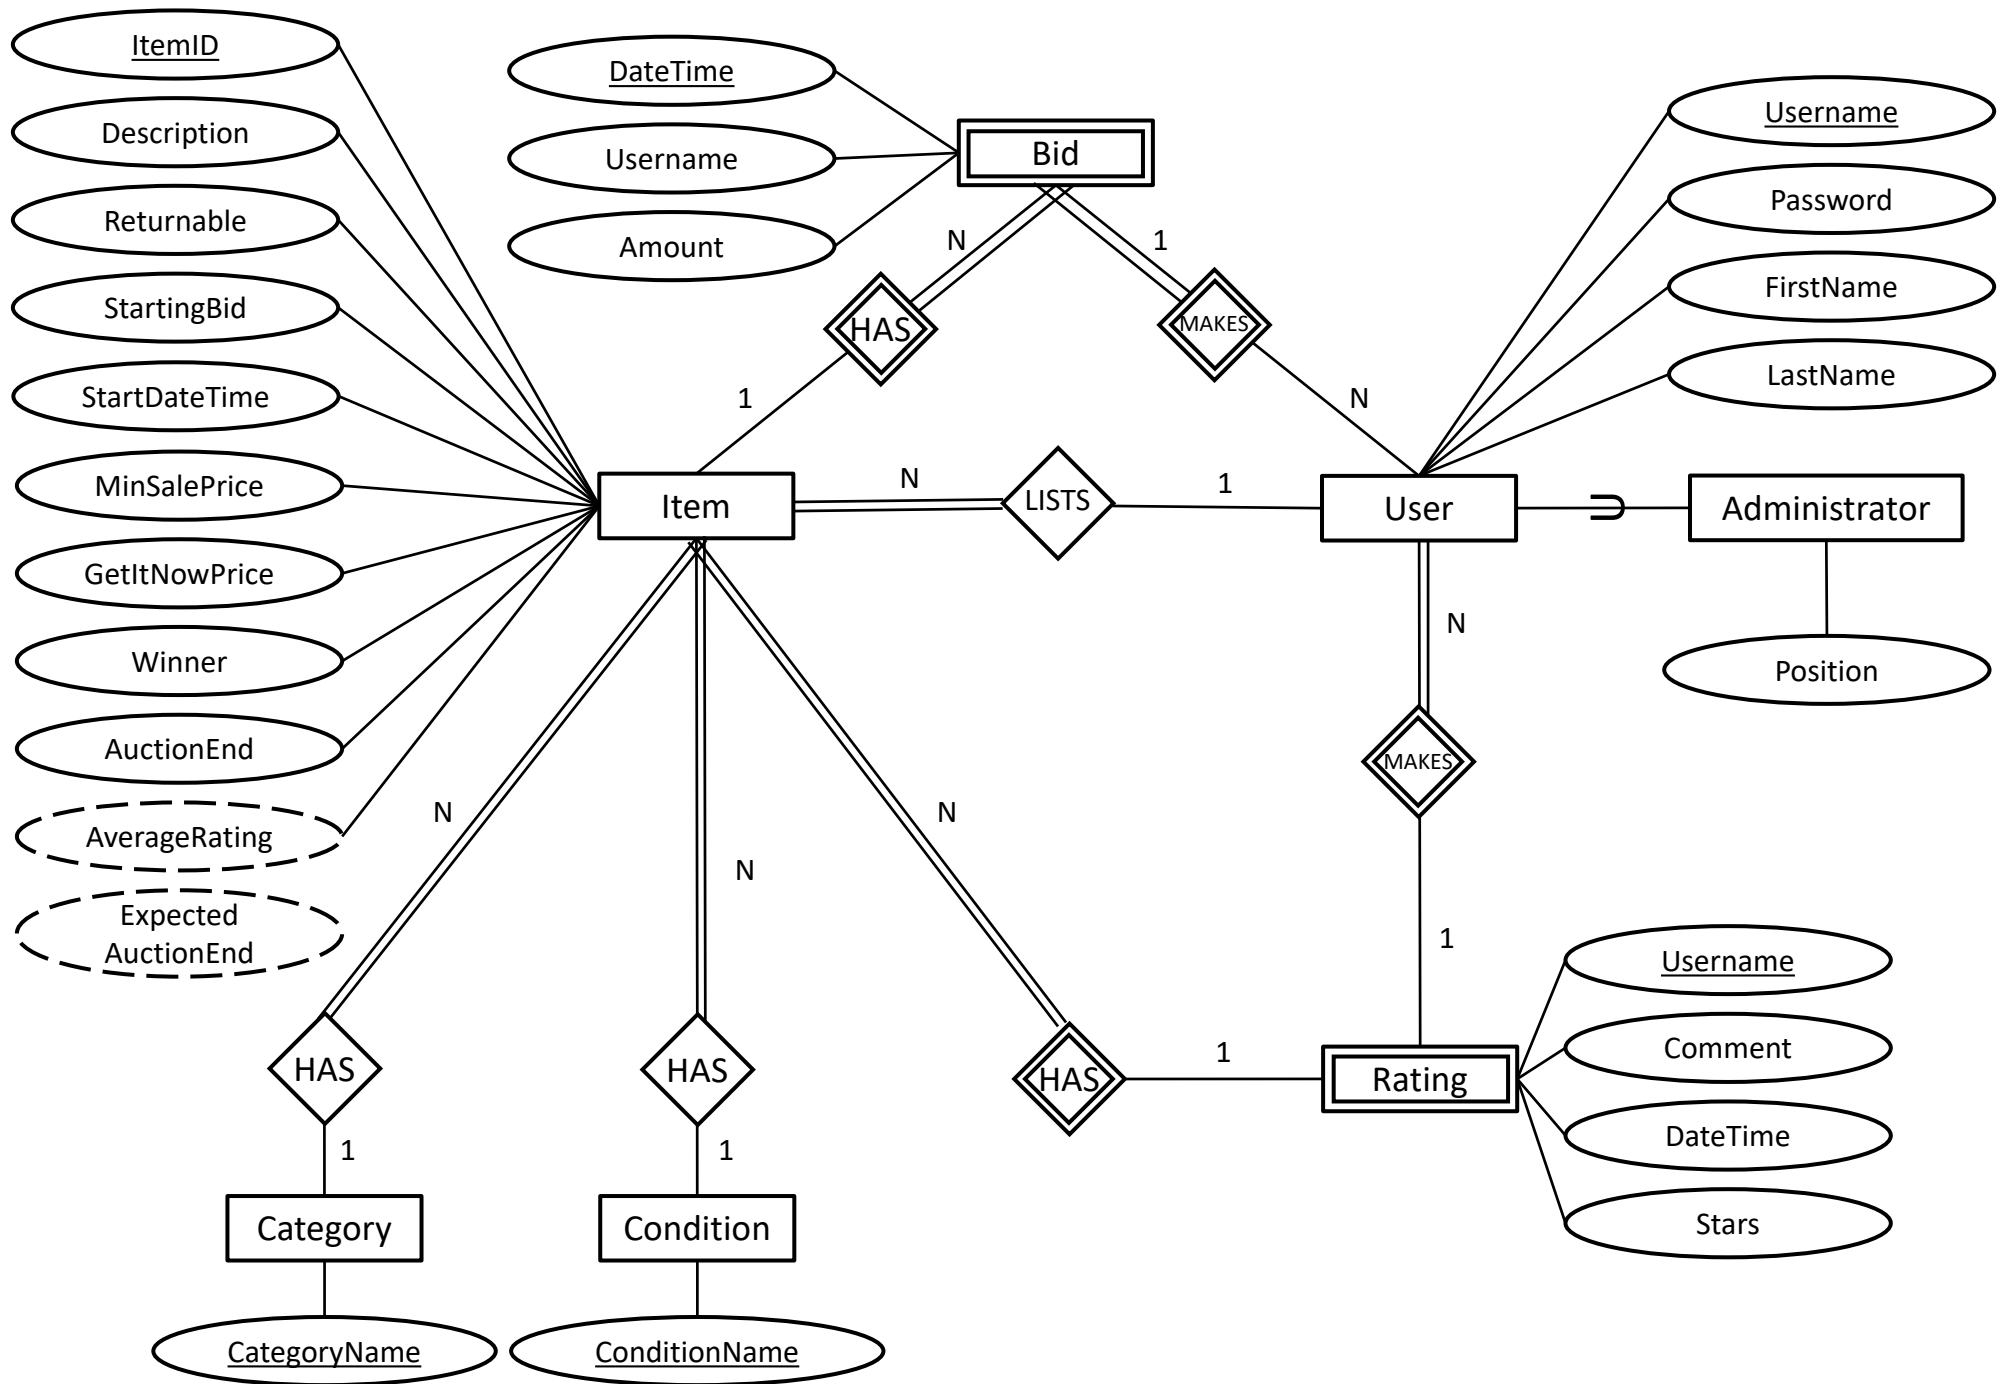 ItemID
Description
Returnable
StartingBid
StartDateTime
MinSalePrice
GetItNowPrice
Winner
AuctionEnd
AverageRating
Expected
AuctionEnd
DateTime
Username
Amount
Bid
N
1
HAS
MAKES
1
N
Username
Password
FirstName
LastName
Item
N
LISTS
1
User
Administrator
Position
N
MAKES
1
N
N
N
HAS
HAS
HAS
1
Rating
Username
Comment
DateTime
Stars
1
1
Category
Condition
CategoryName
ConditionName